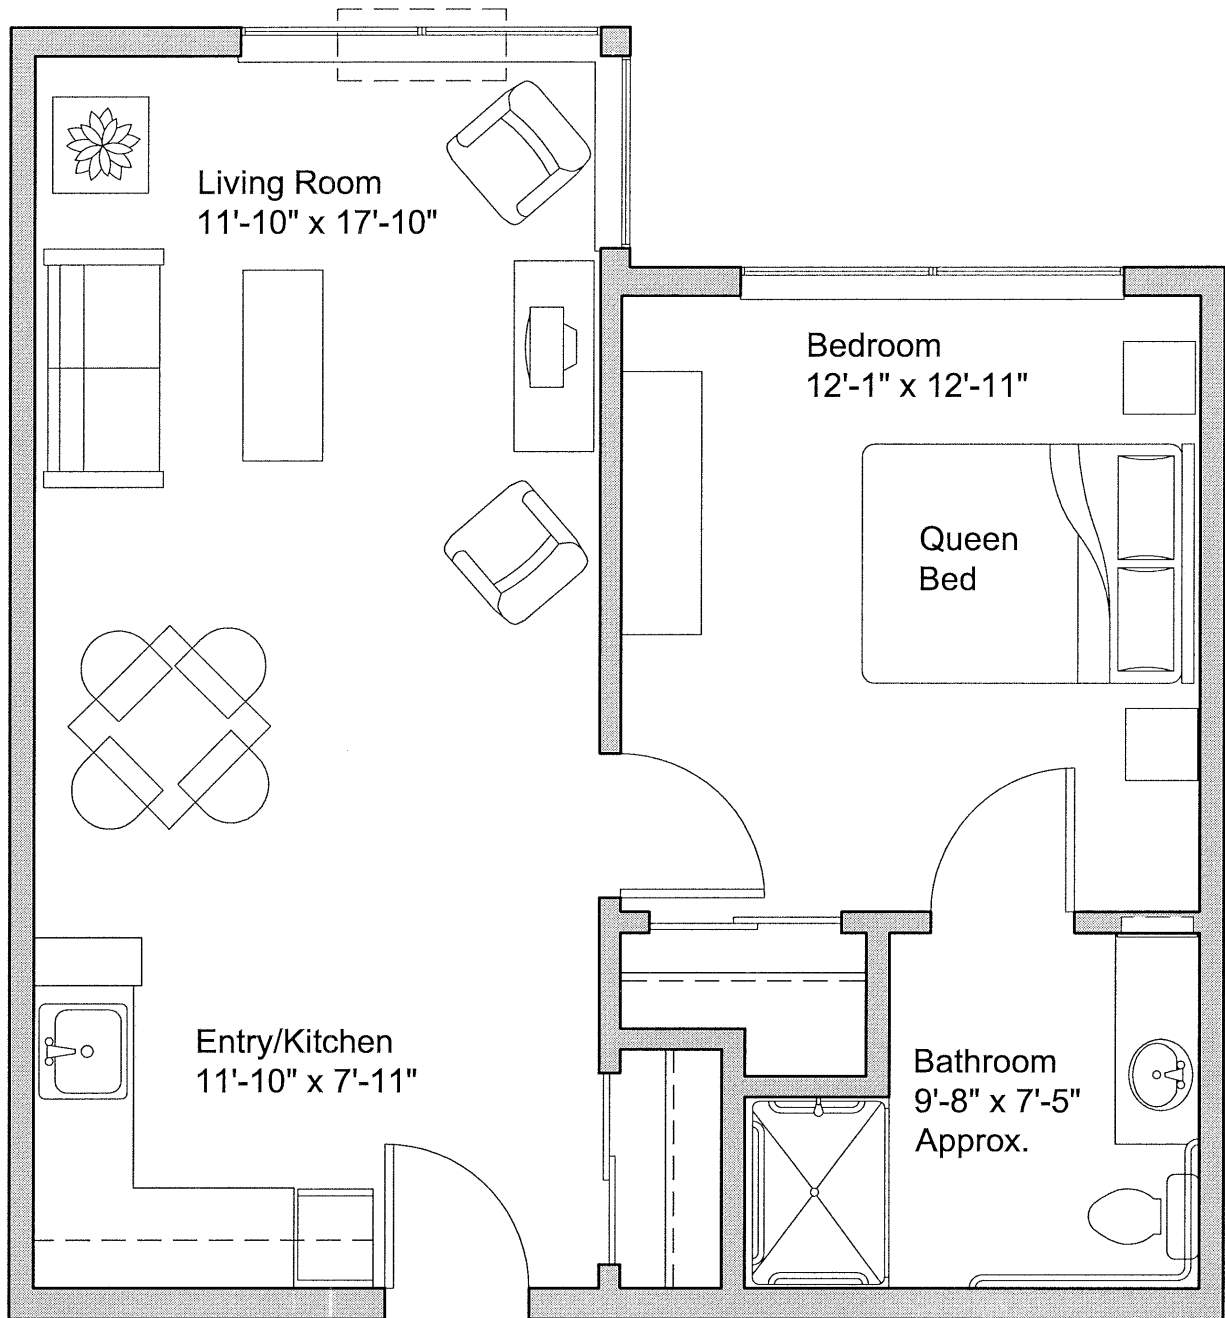 Living Room
11'-10" x 17'-10"
Bedroom
12'-1" x 12'-11"
Queen
Bed
Entry/Kitchen
11'-10" x 7'-11"
Bathroom
9'-8" x 7'-5"
Approx.